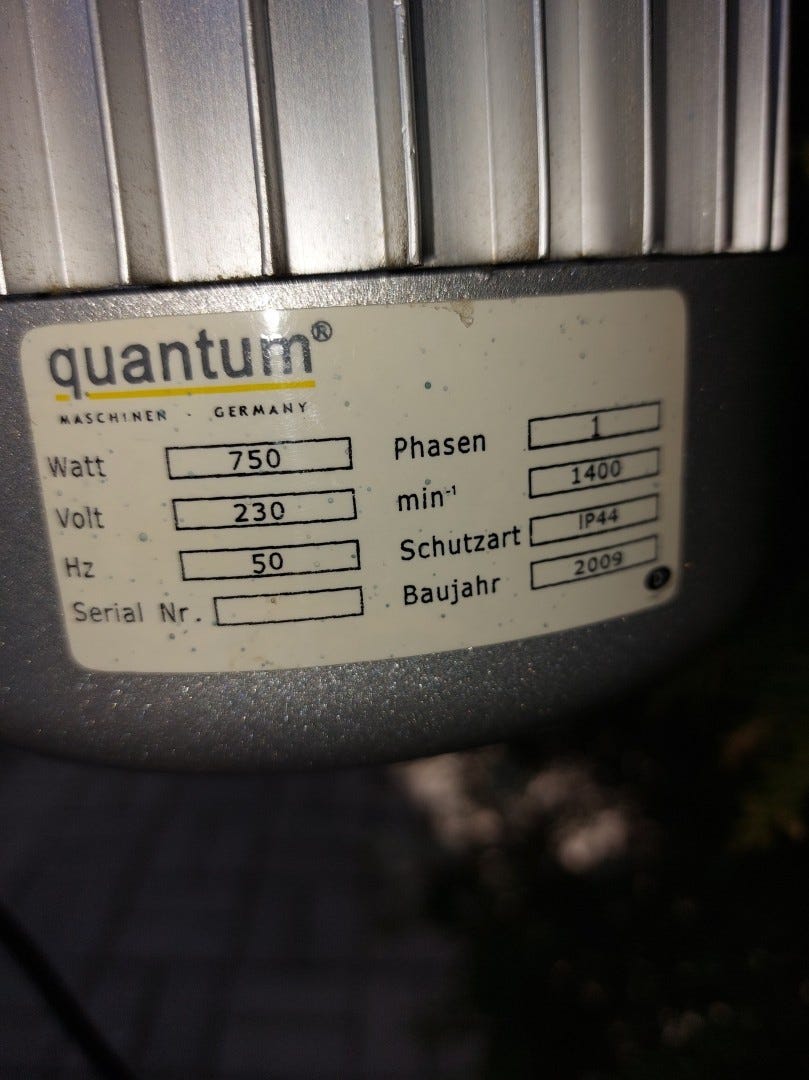 quantum®
MASCHINEN - GERMANY
Watt 750
Volt 230
Hz 50
Serial Nr.
Phasen 1
min⁻¹ 1400
Schutzart IP44
Baujahr 2009
D